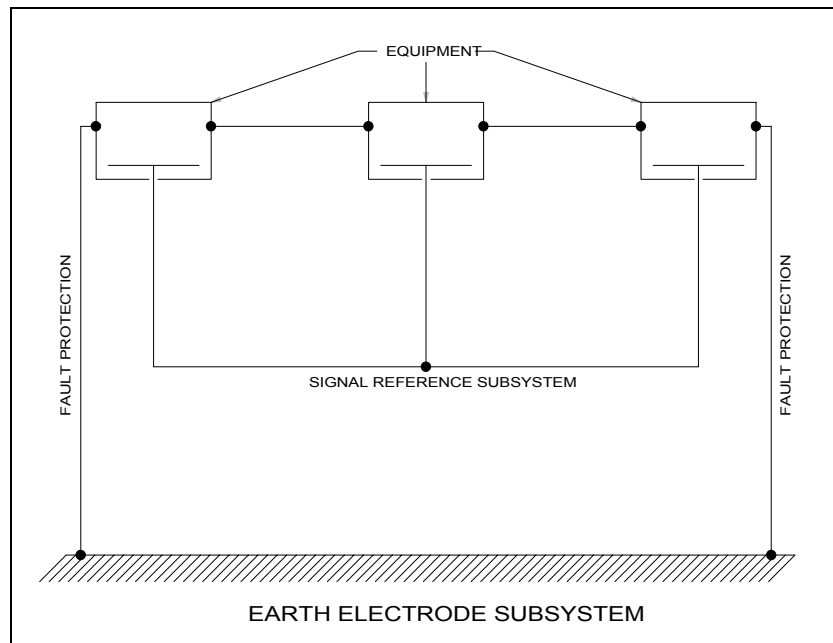 EQUIPMENT
FAULT PROTECTION
FAULT PROTECTION
SIGNAL REFERENCE SUBSYSTEM
EARTH ELECTRODE SUBSYSTEM